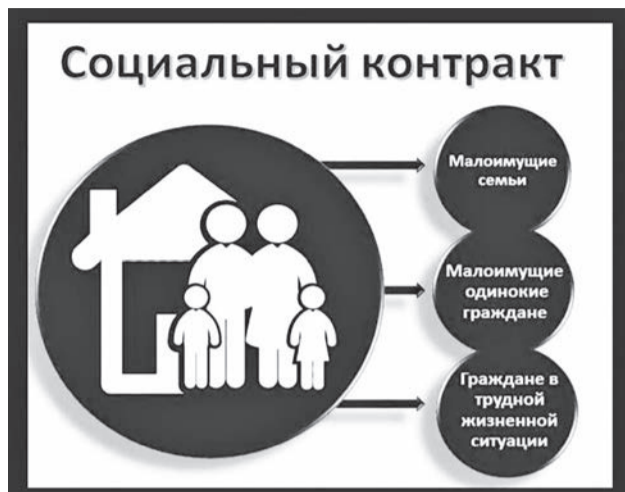 Социальный контракт
Малоимущие
семьи
Малоимущие
одинокие
граждане
Граждане в
трудной
жизненной
ситуации